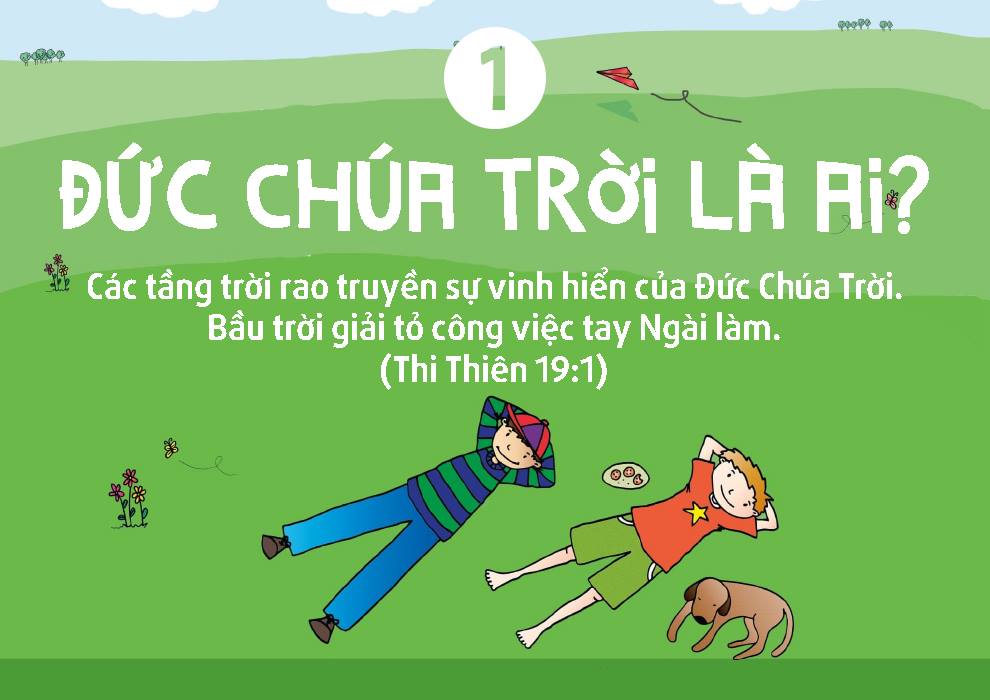 1
ĐỨC CHÚA TRỜI LÀ AI?
Các tầng trời rao truyền sự vinh hiển của Đức Chúa Trời.
Bầu trời giải tỏ công việc tay Ngài làm.
(Thi Thiên 19:1)